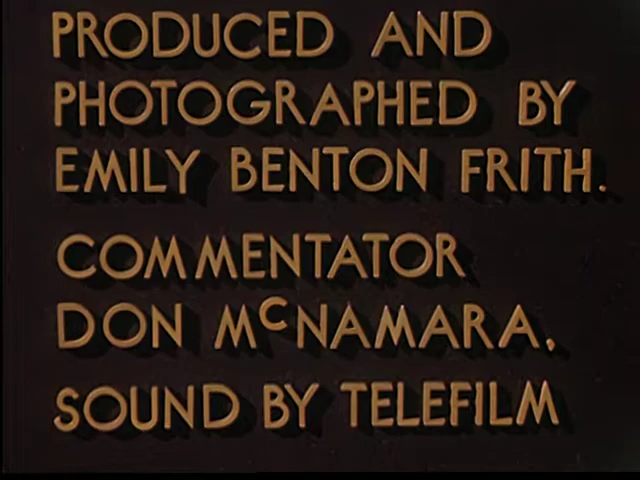 PRODUCED AND
PHOTOGRAPHED BY
EMILY BENTON FRITH.
COMMENTATOR
DON McNAMARA.
SOUND BY TELEFILM